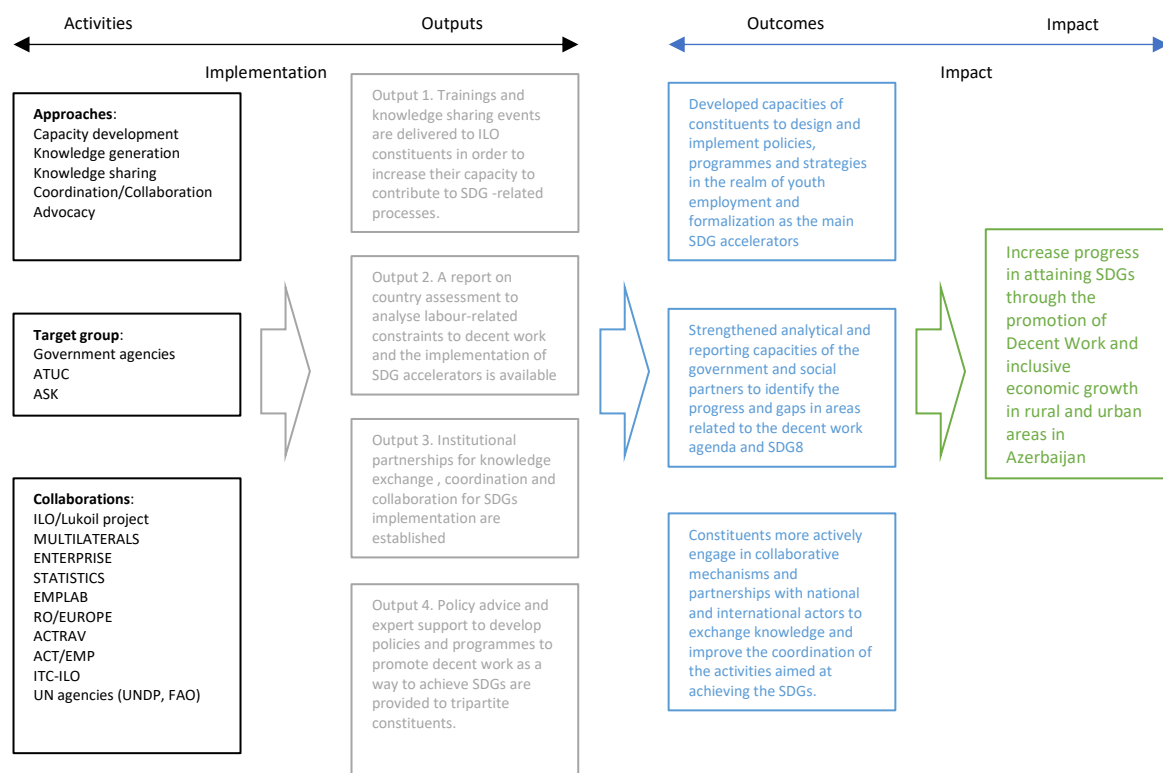 Activities
Outputs
Outcomes
Impact
Implementation
Impact
Approaches:
Capacity development
Knowledge generation
Knowledge sharing
Coordination/Collaboration
Advocacy
Target group:
Government agencies
ATUC
ASK
Collaborations:
ILO/Lukoil project
MULTILATERALS
ENTERPRISE
STATISTICS
EMPLAB
RO/EUROPE
ACTRAV
ACT/EMP
ITC-ILO
UN agencies (UNDP, FAO)
Output 1. Trainings and
knowledge sharing events
are delivered to ILO
constituents in order to
increase their capacity to
contribute to SDG -related
processes.
Output 2. A report on
country assessment to
analyse labour-related
constraints to decent work
and the implementation of
SDG accelerators is available
Output 3. Institutional
partnerships for knowledge
exchange , coordination and
collaboration for SDGs
implementation are
established
Output 4. Policy advice and
expert support to develop
policies and programmes to
promote decent work as a
way to achieve SDGs are
provided to tripartite
constituents.
Developed capacities of
constituents to design and
implement policies,
programmes and strategies
in the realm of youth
employment and
formalization as the main
SDG accelerators
Strengthened analytical and
reporting capacities of the
government and social
partners to identify the
progress and gaps in areas
related to the decent work
agenda and SDG8
Constituents more actively
engage in collaborative
mechanisms and
partnerships with national
and international actors to
exchange knowledge and
improve the coordination of
the activities aimed at
achieving the SDGs.
Increase progress
in attaining SDGs
through the
promotion of
Decent Work and
inclusive
economic growth
in rural and urban
areas in
Azerbaijan